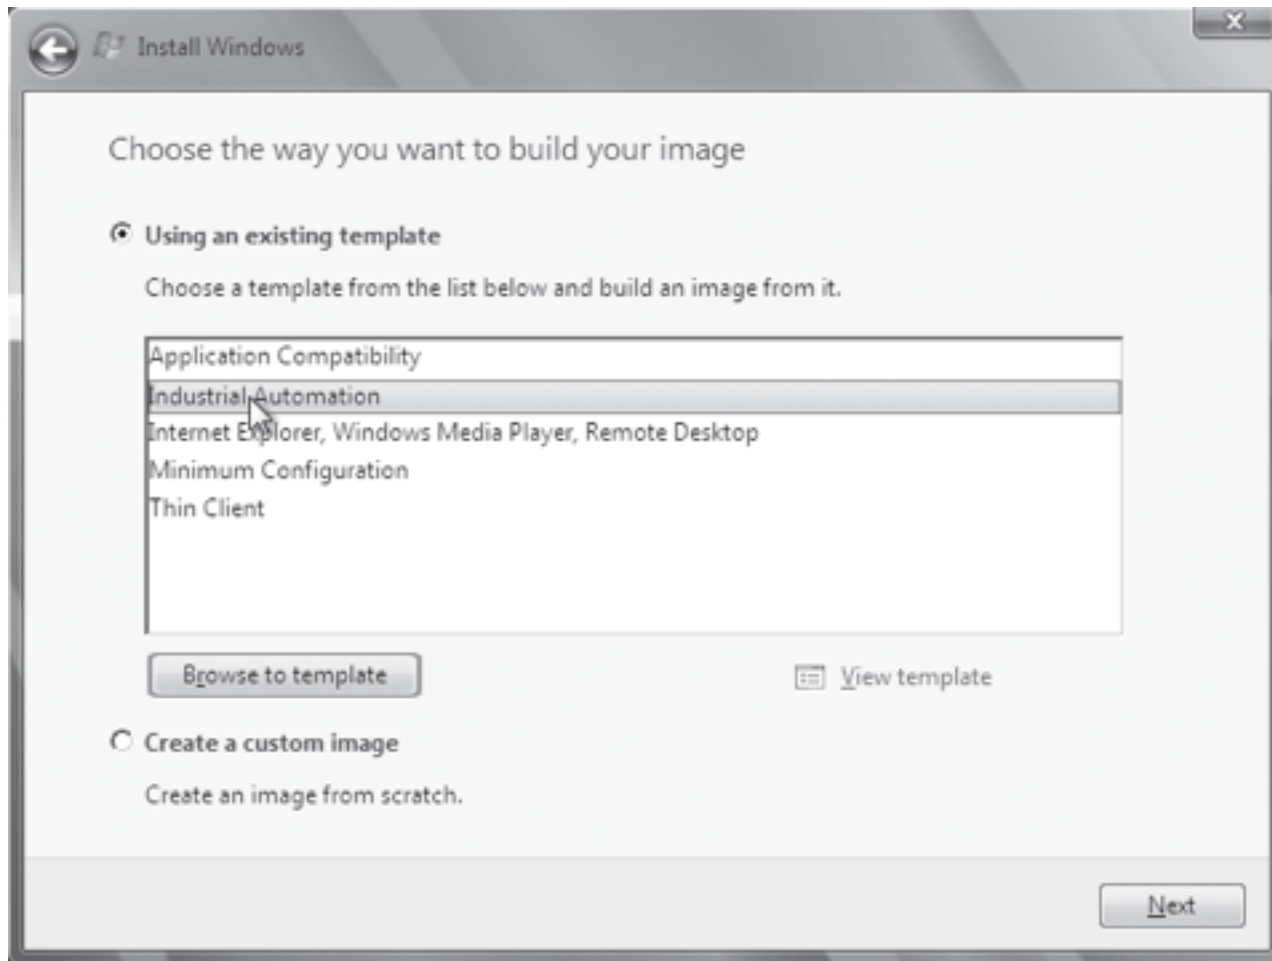 Install Windows
Choose the way you want to build your image
Using an existing template
Choose a template from the list below and build an image from it.
Application Compatibility
Industrial Automation
Internet Explorer, Windows Media Player, Remote Desktop
Minimum Configuration
Thin Client
Browse to template
View template
Create a custom image
Create an image from scratch.
Next